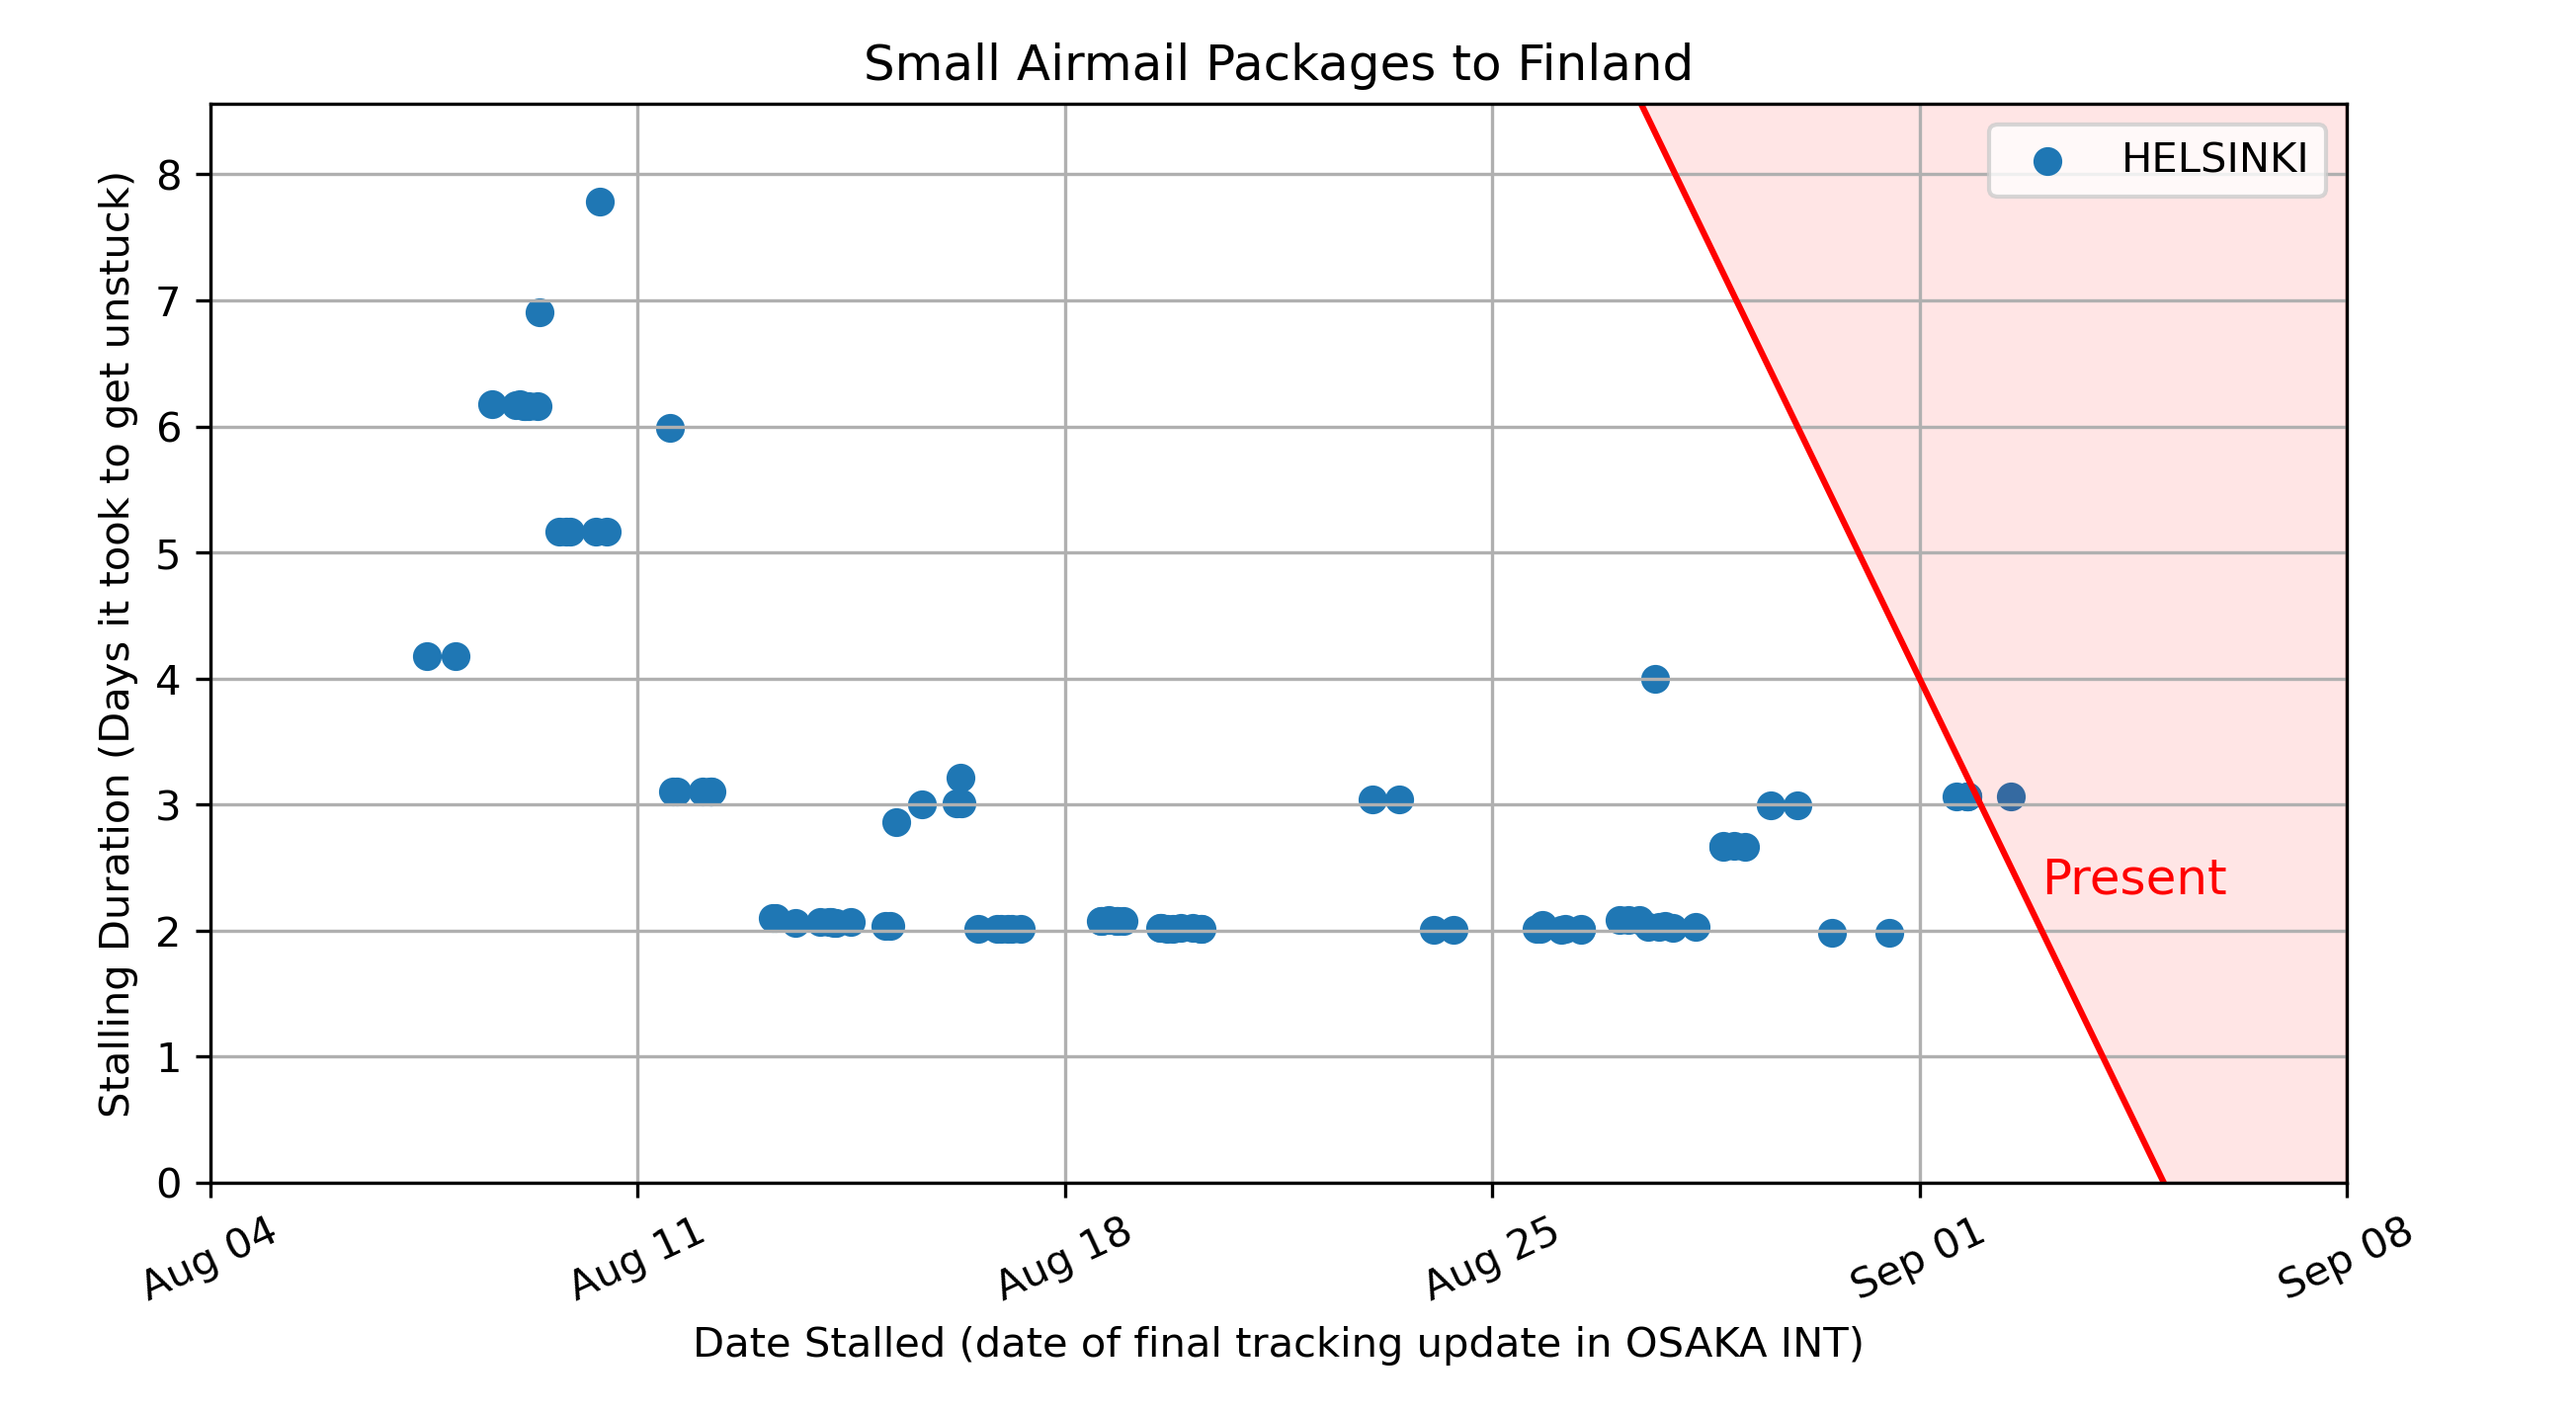 Small Airmail Packages to Finland
Stalling Duration (Days it took to get unstuck)
8
7
6
5
4
3
2
1
0
HELSINKI
Present
Aug 04
Aug 11
Aug 18
Aug 25
Sep 01
Sep 08
Date Stalled (date of final tracking update in OSAKA INT)